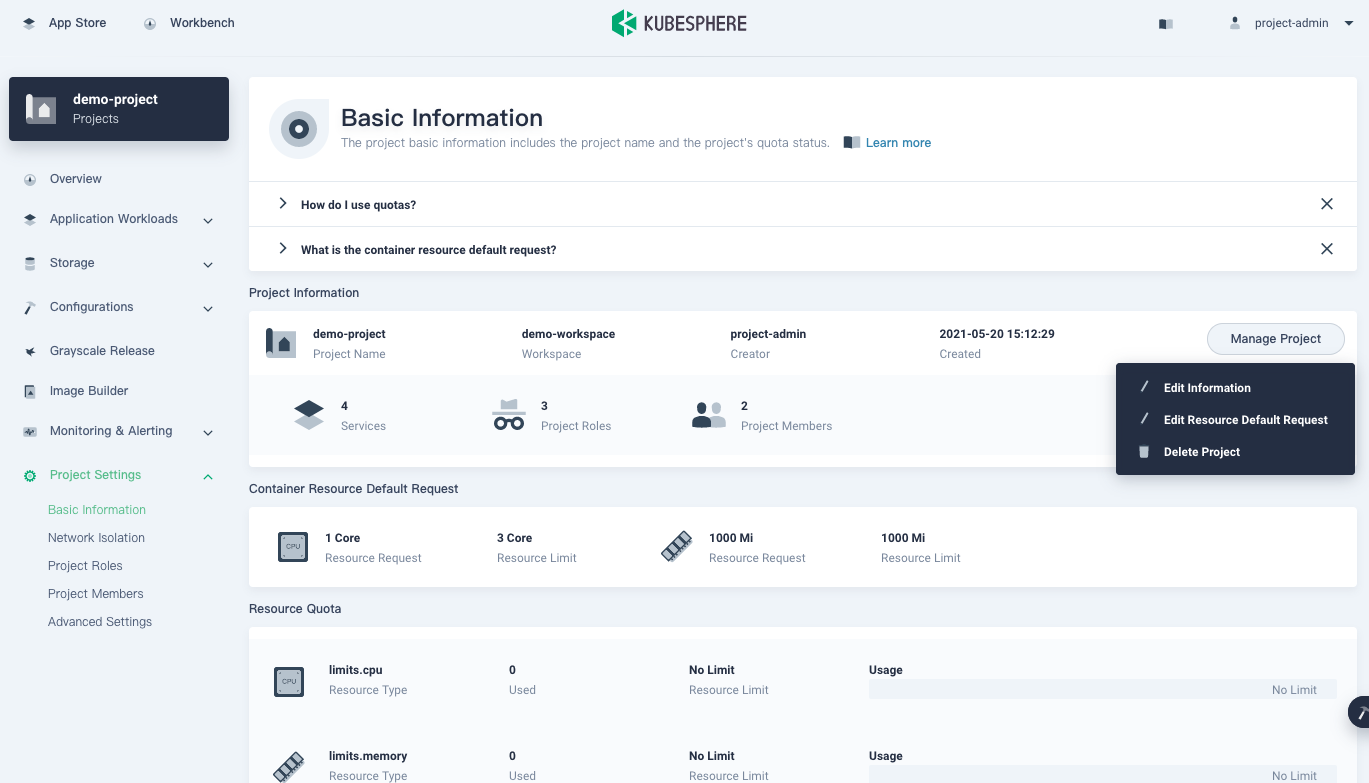 App Store
Workbench
KUBESPHERE
project-admin
demo-project
Projects
Overview
Application Workloads
Storage
Configurations
Grayscale Release
Image Builder
Monitoring & Alerting
Project Settings
Basic Information
Network Isolation
Project Roles
Project Members
Advanced Settings
Basic Information
The project basic information includes the project name and the project's quota status.
Learn more
How do I use quotas?
What is the container resource default request?
Project Information
demo-project
Project Name
demo-workspace
Workspace
project-admin
Creator
2021-05-20 15:12:29
Created
Manage Project
Edit Information
Edit Resource Default Request
Delete Project
4
Services
3
Project Roles
2
Project Members
Container Resource Default Request
CPU
1 Core
Resource Request
3 Core
Resource Limit
1000 Mi
Resource Request
1000 Mi
Resource Limit
Resource Quota
CPU
limits.cpu
Resource Type
0
Used
No Limit
Resource Limit
Usage
No Limit
limits.memory
Resource Type
0
Used
No Limit
Resource Limit
Usage
No Limit